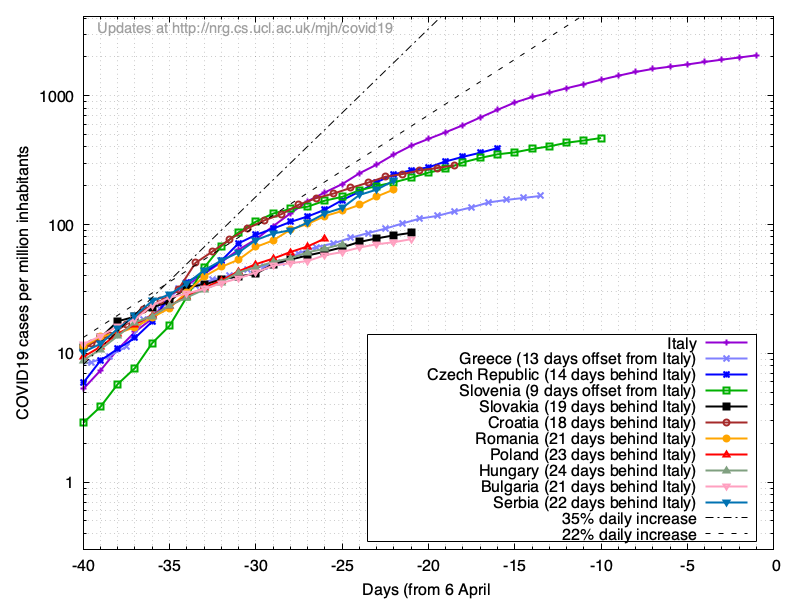 Updates at http://nrg.cs.ucl.ac.uk/mjh/covid19
COVID19 cases per million inhabitants
1000
100
10
1
Italy
Greece (13 days offset from Italy)
Czech Republic (14 days behind Italy)
Slovenia (9 days offset from Italy)
Slovakia (19 days behind Italy)
Croatia (18 days behind Italy)
Romania (21 days behind Italy)
Poland (23 days behind Italy)
Hungary (24 days behind Italy)
Bulgaria (21 days behind Italy)
Serbia (22 days behind Italy)
35% daily increase
22% daily increase
-40 -35 -30 -25 -20 -15 -10 -5 0
Days (from 6 April